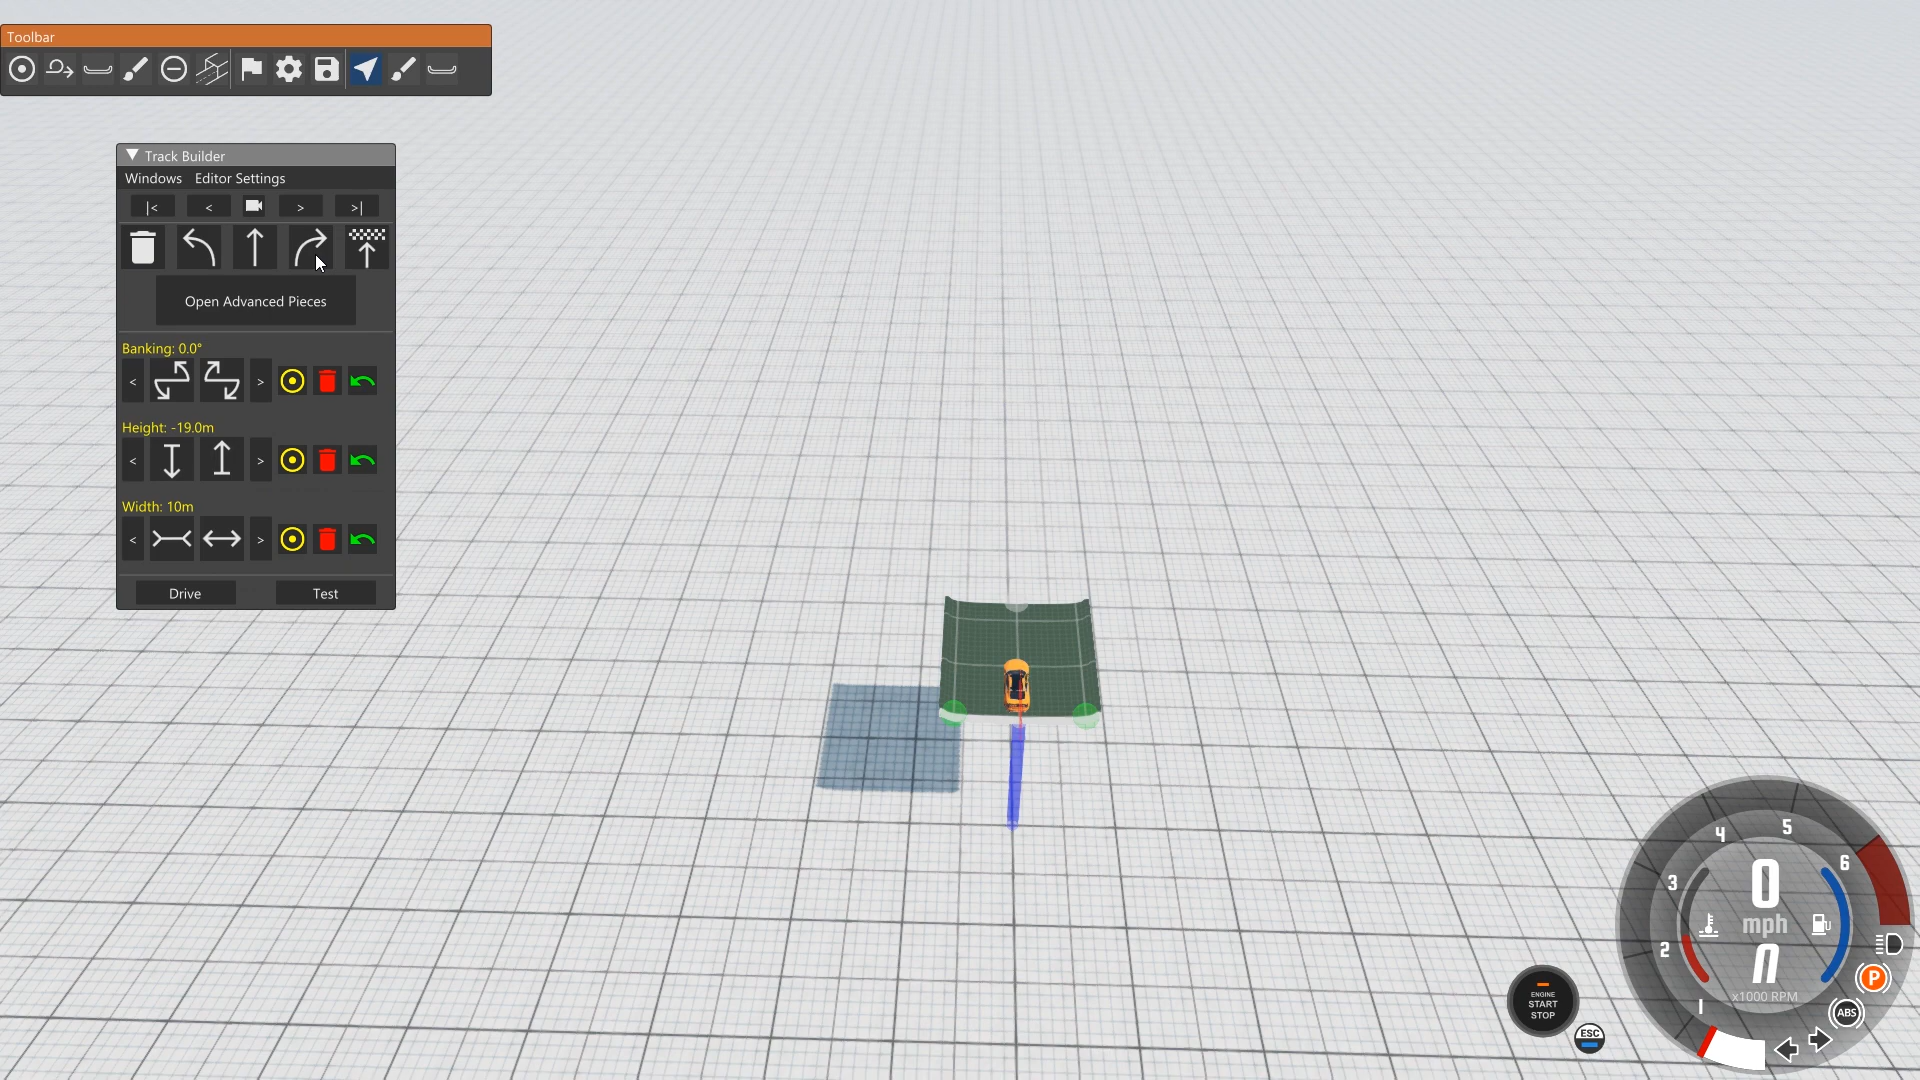 Toolbar
Track Builder
Windows Editor Settings
|< < > >|
Open Advanced Pieces
Banking: 0.0°
< >
Height: -19.0m
< >
Width: 10m
< >
Drive Test
1 2 3 4 5 6
0
mph
n
x1000 RPM
P
ABS
ENGINE
START
STOP
ESC